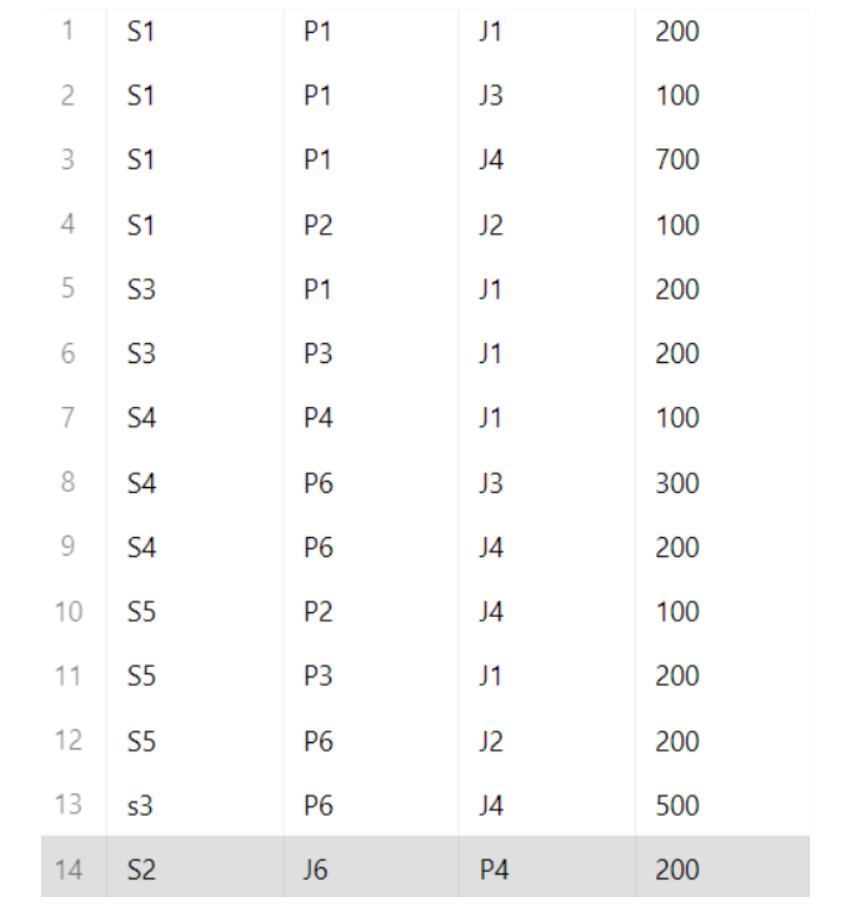 1 S1 P1 J1 200
2 S1 P1 J3 100
3 S1 P1 J4 700
4 S1 P2 J2 100
5 S3 P1 J1 200
6 S3 P3 J1 200
7 S4 P4 J1 100
8 S4 P6 J3 300
9 S4 P6 J4 200
10 S5 P2 J4 100
11 S5 P3 J1 200
12 S5 P6 J2 200
13 s3 P6 J4 500
14 S2 J6 P4 200